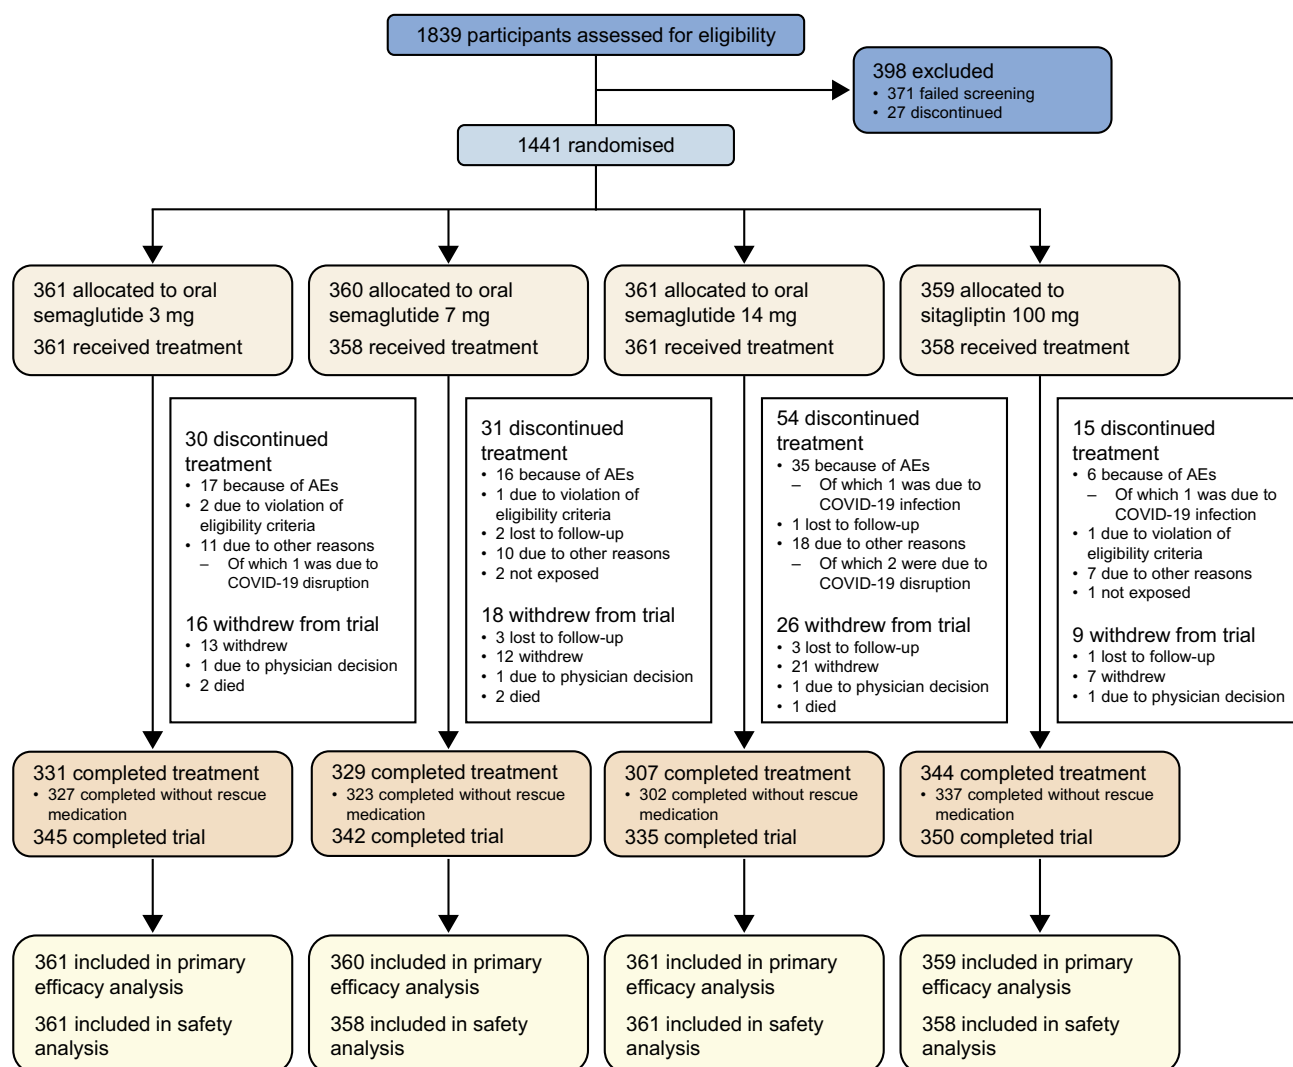 1839 participants assessed for eligibility
398 excluded
• 371 failed screening
• 27 discontinued
1441 randomised
361 allocated to oral
semaglutide 3 mg
361 received treatment
360 allocated to oral
semaglutide 7 mg
358 received treatment
361 allocated to oral
semaglutide 14 mg
361 received treatment
359 allocated to
sitagliptin 100 mg
358 received treatment
30 discontinued
treatment
• 17 because of AEs
• 2 due to violation of
eligibility criteria
• 11 due to other reasons
– Of which 1 was due to
COVID-19 disruption
16 withdrew from trial
• 13 withdrew
• 1 due to physician decision
• 2 died
31 discontinued
treatment
• 16 because of AEs
• 1 due to violation of
eligibility criteria
• 2 lost to follow-up
• 10 due to other reasons
• 2 not exposed
18 withdrew from trial
• 3 lost to follow-up
• 12 withdrew
• 1 due to physician decision
• 2 died
54 discontinued
treatment
• 35 because of AEs
– Of which 1 was due to
COVID-19 infection
• 1 lost to follow-up
• 18 due to other reasons
– Of which 2 were due to
COVID-19 disruption
26 withdrew from trial
• 3 lost to follow-up
• 21 withdrew
• 1 due to physician decision
• 1 died
15 discontinued
treatment
• 6 because of AEs
– Of which 1 was due to
COVID-19 infection
• 1 due to violation of
eligibility criteria
• 7 due to other reasons
• 1 not exposed
9 withdrew from trial
• 1 lost to follow-up
• 7 withdrew
• 1 due to physician decision
331 completed treatment
• 327 completed without rescue
medication
345 completed trial
329 completed treatment
• 323 completed without rescue
medication
342 completed trial
307 completed treatment
• 302 completed without rescue
medication
335 completed trial
344 completed treatment
• 337 completed without rescue
medication
350 completed trial
361 included in primary
efficacy analysis
361 included in safety
analysis
360 included in primary
efficacy analysis
358 included in safety
analysis
361 included in primary
efficacy analysis
361 included in safety
analysis
359 included in primary
efficacy analysis
358 included in safety
analysis